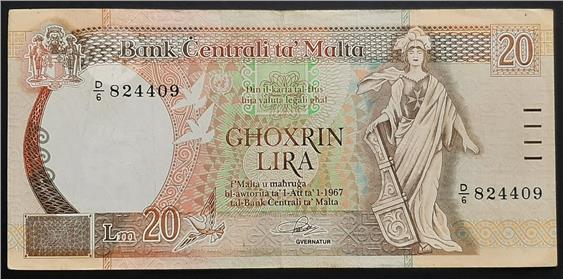 Bank Ċentrali ta' Malta
20
D/6 824409
Din il-karta tal-flus
hija valuta legali għal
GĦOXRIN
LIRA
f'Malta u maħruġa
bl-awtorità ta' l-Att ta' l-1967
tal-Bank Ċentrali ta' Malta
D/6 824409
Lm 20
GVERNATUR